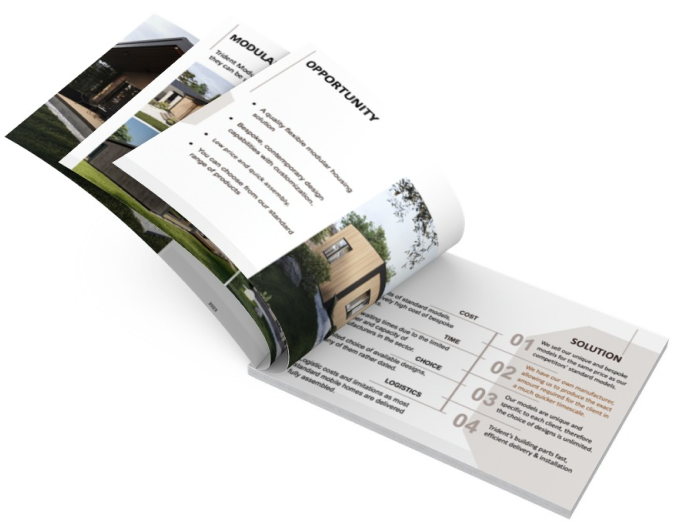 MODULA
Trident Modu
they can be
OPPORTUNITY
• A quality flexible modular housing
solution
• Bespoke, contemporary design
capabilities with customization.
• Low price and quick assembly.
• You can choose from our standard
range of products
COST
of standard models,
very high cost of bespoke
TIME
waiting times due to the limited
and capacity of
manufacturers in the sector.
CHOICE
choice of available designs,
of them rather dated.
LOGISTICS
Logistic costs and limitations as most
standard mobile homes are delivered
fully assembled.
SOLUTION
01 We sell our unique and bespoke
models for the same price as our
competitors' standard models.
02 We have our own manufacturer,
allowing us to produce the exact
amount required for the client in
a much quicker timescale.
03 Our models are unique and
specific to each client, therefore
the choice of designs is unlimited.
04 Trident's building parts fast,
efficient delivery & installation